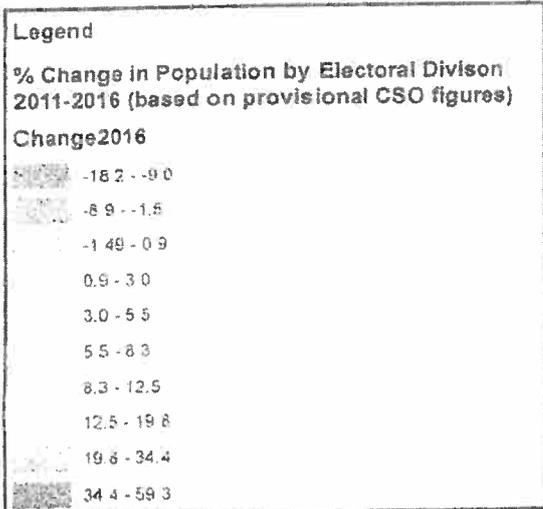 Legend
% Change in Population by Electoral Divison
2011-2016 (based on provisional CSO figures)
Change2016
-18 2 - -9 0
-8 9 - -1.5
-1 49 - 0 9
0.9 - 3 0
3.0 - 5 5
5 5 - 8 3
8.3 - 12.5
12.5 - 19 8
19.8 - 34.4
34 4 - 59 3